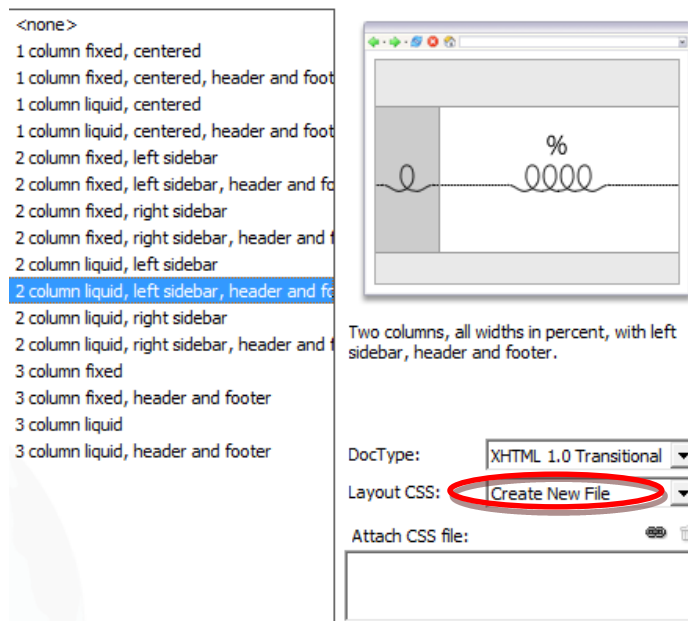 <none>
1 column fixed, centered
1 column fixed, centered, header and foot
1 column liquid, centered
1 column liquid, centered, header and foot
2 column fixed, left sidebar
2 column fixed, left sidebar, header and fo
2 column fixed, right sidebar
2 column fixed, right sidebar, header and f
2 column liquid, left sidebar
2 column liquid, left sidebar, header and fo
2 column liquid, right sidebar
2 column liquid, right sidebar, header and f
3 column fixed
3 column fixed, header and footer
3 column liquid
3 column liquid, header and footer
%
Two columns, all widths in percent, with left
sidebar, header and footer.
DocType: XHTML 1.0 Transitional
Layout CSS: Create New File
Attach CSS file: